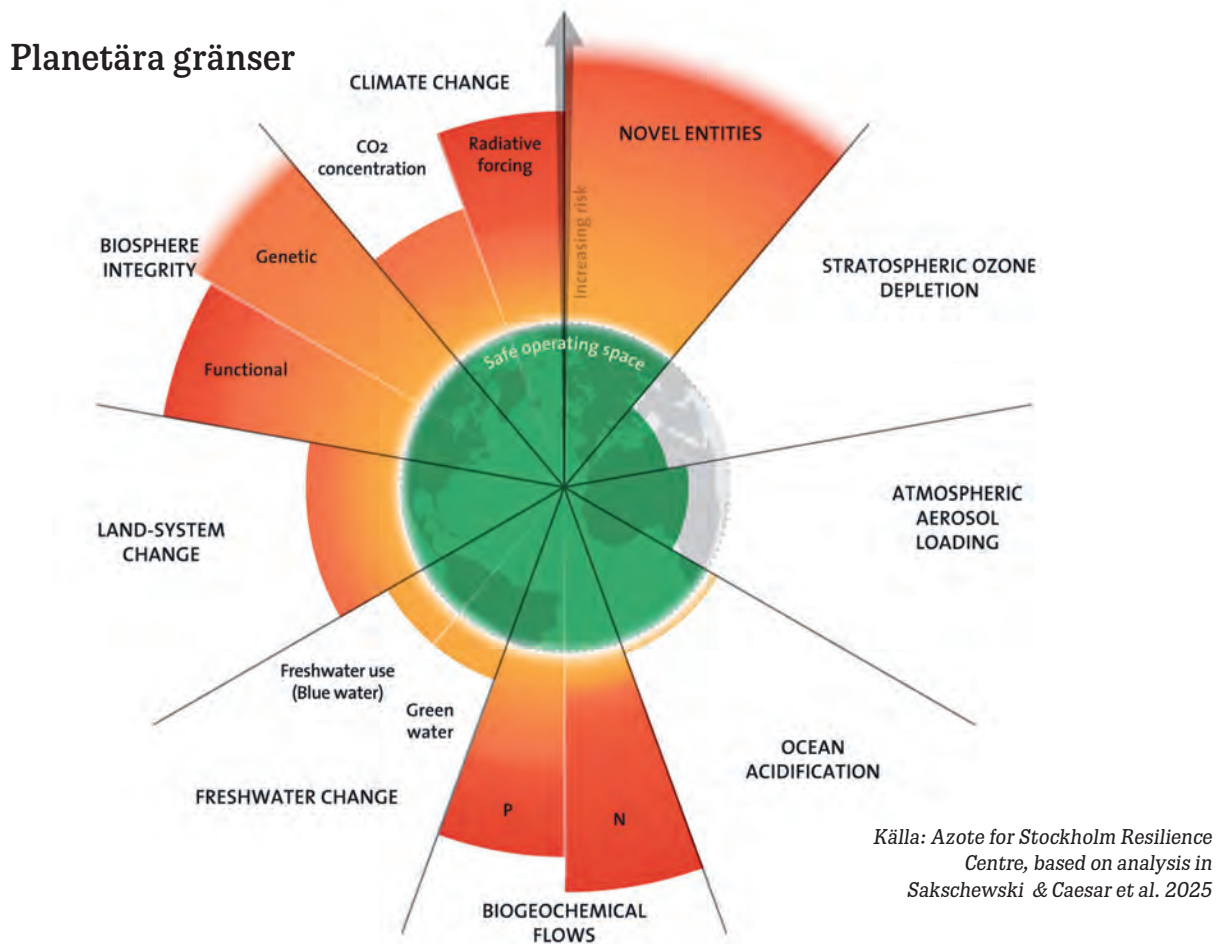 Planetära gränser
CLIMATE CHANGE
CO2
concentration
Radiative
forcing
NOVEL ENTITIES
Increasing risk
STRATOSPHERIC OZONE
DEPLETION
BIOSPHERE
INTEGRITY
Genetic
Functional
Safe operating space
ATMOSPHERIC
AEROSOL
LOADING
LAND-SYSTEM
CHANGE
Freshwater use
(Blue water)
Green
water
FRESHWATER CHANGE
P
N
BIOGEOCHEMICAL
FLOWS
OCEAN
ACIDIFICATION
Källa: Azote for Stockholm Resilience
Centre, based on analysis in
Sakschewski & Caesar et al. 2025